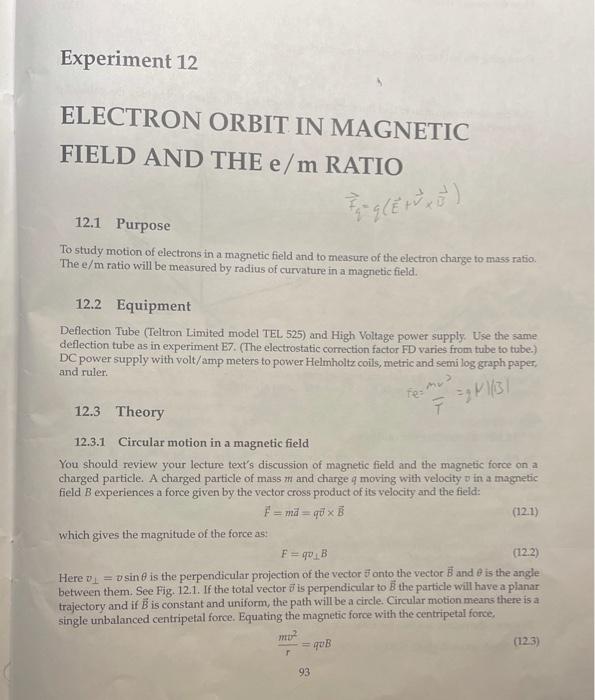 Experiment 12
ELECTRON ORBIT IN MAGNETIC
FIELD AND THE e/m RATIO
F⃗q = q(E⃗ + v⃗ × B⃗)
12.1 Purpose
To study motion of electrons in a magnetic field and to measure of the electron charge to mass ratio.
The e/m ratio will be measured by radius of curvature in a magnetic field.
12.2 Equipment
Deflection Tube (Teltron Limited model TEL 525) and High Voltage power supply. Use the same
deflection tube as in experiment E7. (The electrostatic correction factor FD varies from tube to tube.)
DC power supply with volt/amp meters to power Helmholtz coils, metric and semi log graph paper,
and ruler.
12.3 Theory
12.3.1 Circular motion in a magnetic field
You should review your lecture text's discussion of magnetic field and the magnetic force on a
charged particle. A charged particle of mass m and charge q moving with velocity v in a magnetic
field B experiences a force given by the vector cross product of its velocity and the field:
F⃗ = ma⃗ = qv⃗ × B⃗ (12.1)
which gives the magnitude of the force as:
F = qv⊥B (12.2)
Here v⊥ = v sin θ is the perpendicular projection of the vector v⃗ onto the vector B⃗ and θ is the angle
between them. See Fig. 12.1. If the total vector v⃗ is perpendicular to B⃗ the particle will have a planar
trajectory and if B⃗ is constant and uniform, the path will be a circle. Circular motion means there is a
single unbalanced centripetal force. Equating the magnetic force with the centripetal force,
mv²/r = qvB (12.3)
93